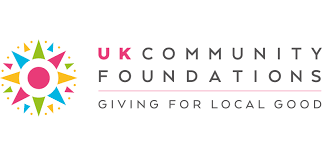 UK COMMUNITY
FOUNDATIONS
GIVING FOR LOCAL GOOD